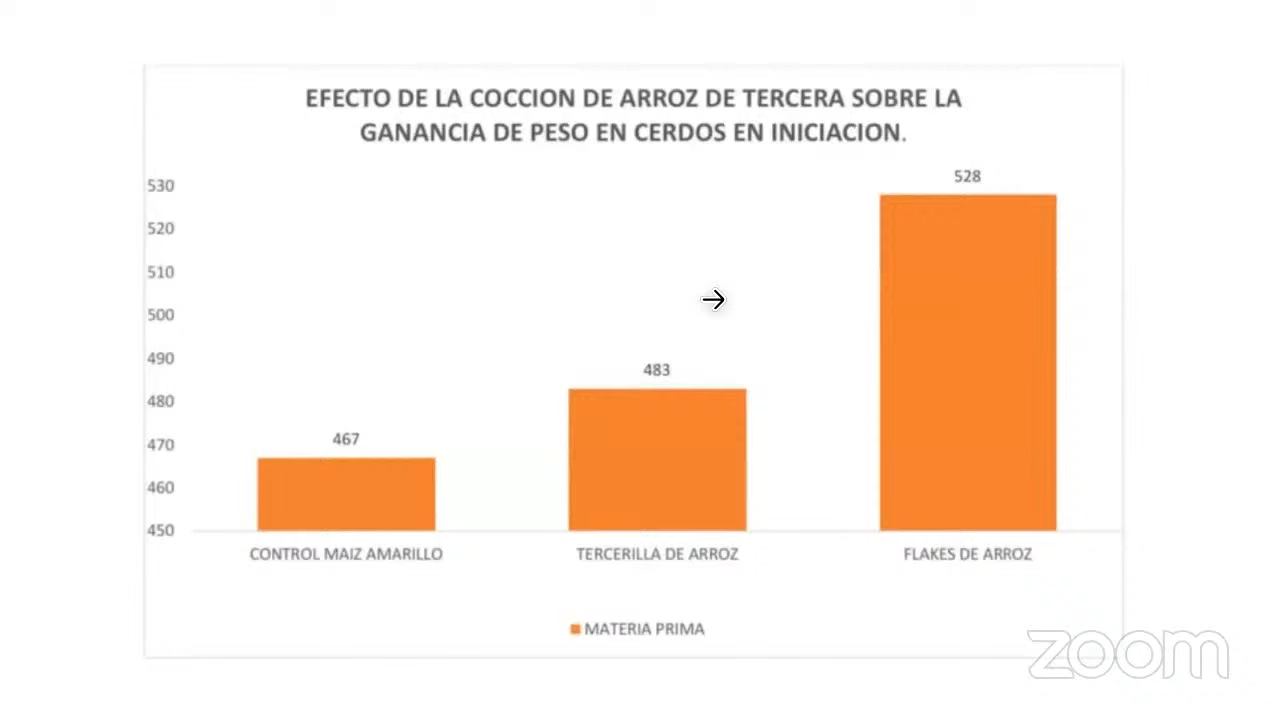 EFECTO DE LA COCCION DE ARROZ DE TERCERA SOBRE LA
GANANCIA DE PESO EN CERDOS EN INICIACION.
530
520
510
500
490
480
470
460
450
467
483
528
CONTROL MAIZ AMARILLO
TERCERILLA DE ARROZ
FLAKES DE ARROZ
MATERIA PRIMA
zoom